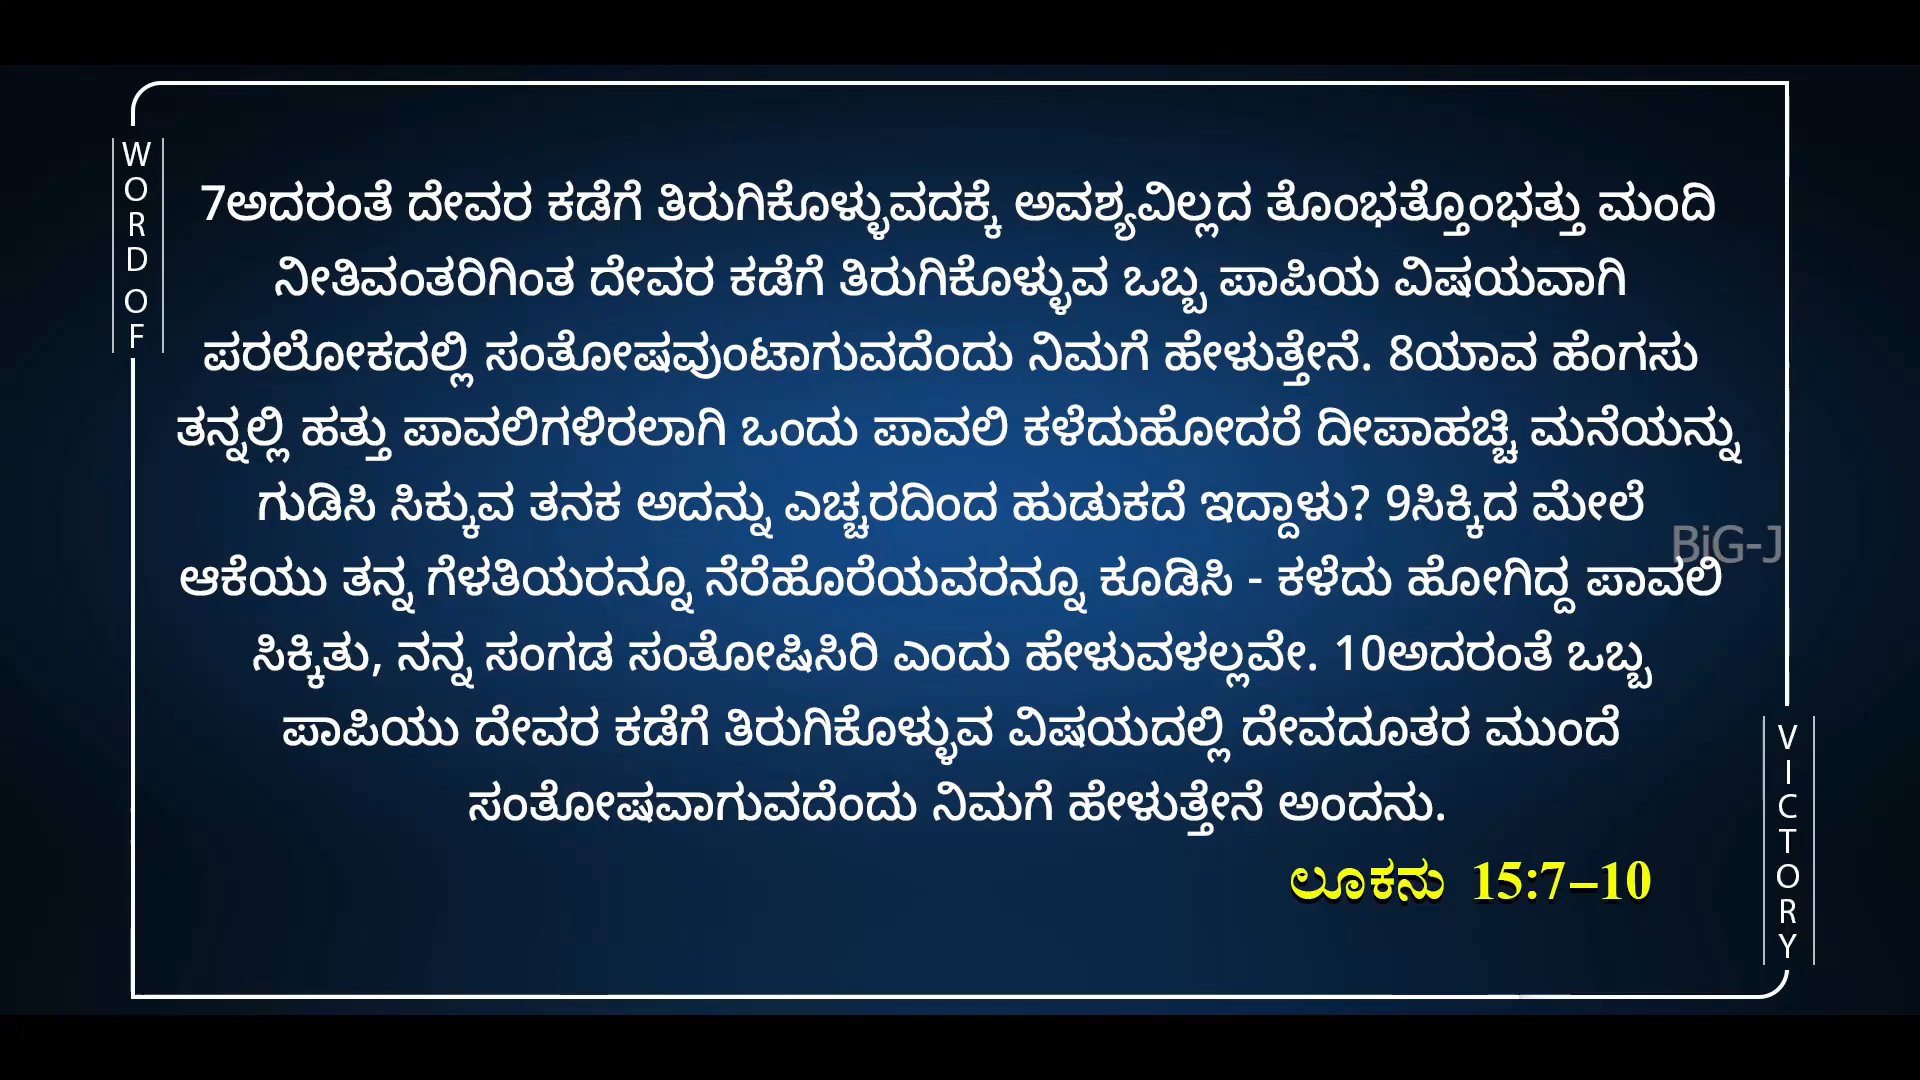 WORD OF
7ಅದರಂತೆ ದೇವರ ಕಡೆಗೆ ತಿರುಗಿಕೊಳ್ಳುವದಕ್ಕೆ ಅವಶ್ಯವಿಲ್ಲದ ತೊಂಭತ್ತೊಂಭತ್ತು ಮಂದಿ
ನೀತಿವಂತರಿಗಿಂತ ದೇವರ ಕಡೆಗೆ ತಿರುಗಿಕೊಳ್ಳುವ ಒಬ್ಬ ಪಾಪಿಯ ವಿಷಯವಾಗಿ
ಪರಲೋಕದಲ್ಲಿ ಸಂತೋಷವುಂಟಾಗುವದೆಂದು ನಿಮಗೆ ಹೇಳುತ್ತೇನೆ. 8ಯಾವ ಹೆಂಗಸು
ತನ್ನಲ್ಲಿ ಹತ್ತು ಪಾವಲಿಗಳಿರಲಾಗಿ ಒಂದು ಪಾವಲಿ ಕಳೆದುಹೋದರೆ ದೀಪಾಹಚ್ಚಿ ಮನೆಯನ್ನು
ಗುಡಿಸಿ ಸಿಕ್ಕುವ ತನಕ ಅದನ್ನು ಎಚ್ಚರದಿಂದ ಹುಡುಕದೆ ಇದ್ದಾಳು? 9ಸಿಕ್ಕಿದ ಮೇಲೆ
BiG-J
ಆಕೆಯು ತನ್ನ ಗೆಳತಿಯರನ್ನೂ ನೆರೆಹೊರೆಯವರನ್ನೂ ಕೂಡಿಸಿ - ಕಳೆದು ಹೋಗಿದ್ದ ಪಾವಲಿ
ಸಿಕ್ಕಿತು, ನನ್ನ ಸಂಗಡ ಸಂತೋಷಿಸಿರಿ ಎಂದು ಹೇಳುವಳಲ್ಲವೇ. 10ಅದರಂತೆ ಒಬ್ಬ
ಪಾಪಿಯು ದೇವರ ಕಡೆಗೆ ತಿರುಗಿಕೊಳ್ಳುವ ವಿಷಯದಲ್ಲಿ ದೇವದೂತರ ಮುಂದೆ
ಸಂತೋಷವಾಗುವದೆಂದು ನಿಮಗೆ ಹೇಳುತ್ತೇನೆ ಅಂದನು.
ಲೂಕನು 15:7–10
VICTORY